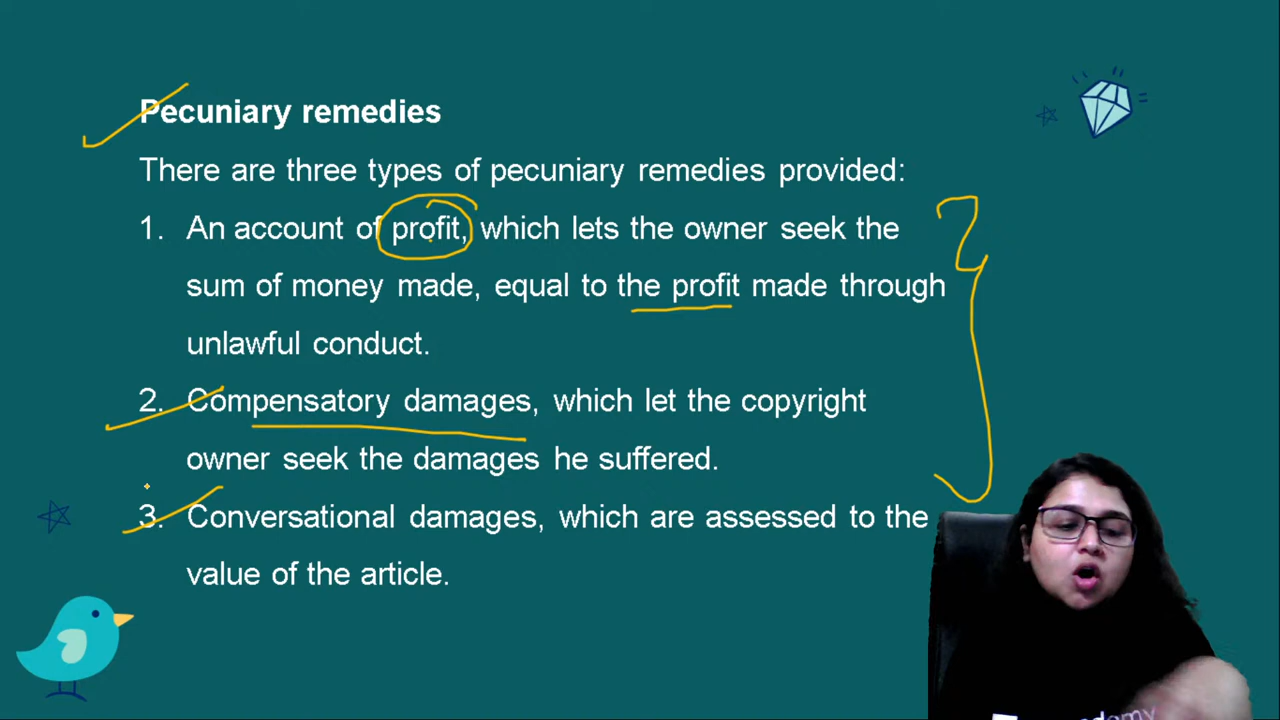 Pecuniary remedies
There are three types of pecuniary remedies provided:
1. An account of profit, which lets the owner seek the
sum of money made, equal to the profit made through
unlawful conduct.
2. Compensatory damages, which let the copyright
owner seek the damages he suffered.
3. Conversational damages, which are assessed to the
value of the article.